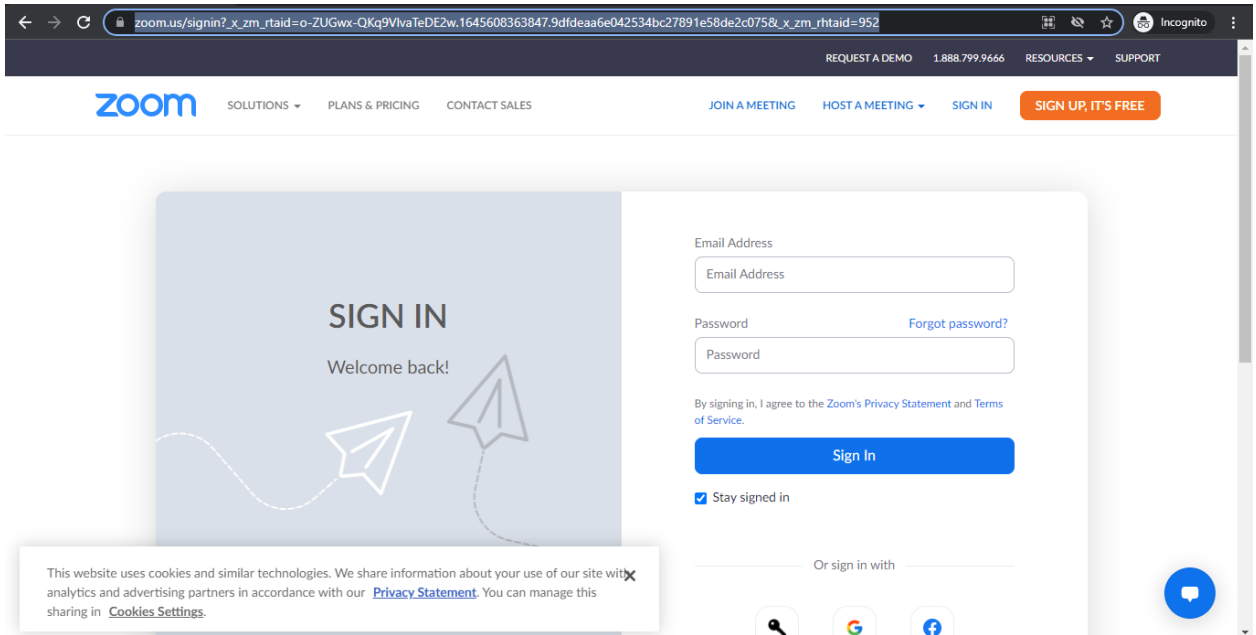 zoom.us/signin?_x_zm_rtaid=o-ZUGwx-QKq9VlvaTeDE2w.1645608363847.9dfdeaa6e042534bc27891e58de2c075&_x_zm_rhtaid=952
Incognito
REQUEST A DEMO 1.888.799.9666 RESOURCES SUPPORT
zoom SOLUTIONS PLANS & PRICING CONTACT SALES JOIN A MEETING HOST A MEETING SIGN IN SIGN UP, IT'S FREE
SIGN IN
Welcome back!
Email Address
Email Address
Password Forgot password?
Password
By signing in, I agree to the Zoom's Privacy Statement and Terms
of Service.
Sign In
Stay signed in
Or sign in with
This website uses cookies and similar technologies. We share information about your use of our site with
analytics and advertising partners in accordance with our Privacy Statement. You can manage this
sharing in Cookies Settings.